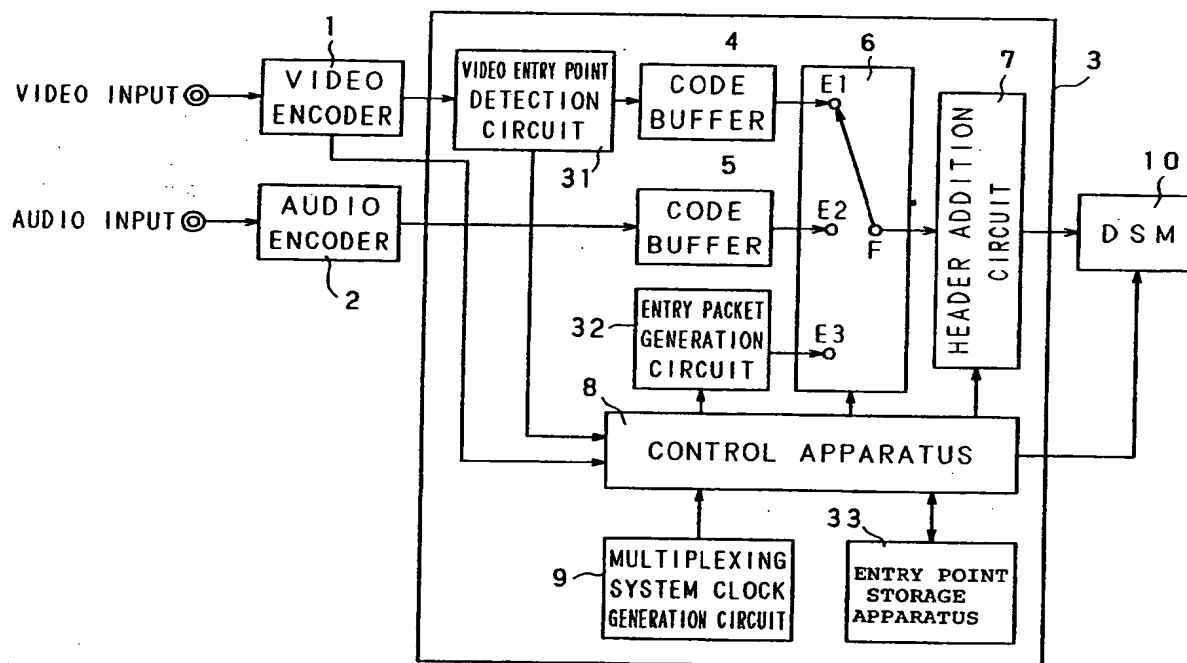 1
VIDEO INPUT
VIDEO
ENCODER
VIDEO ENTRY POINT
DETECTION
CIRCUIT
31
4
CODE
BUFFER
6
E1
E2
E3
F
7
HEADER ADDITION
CIRCUIT
3
10
DSM
AUDIO INPUT
AUDIO
ENCODER
2
5
CODE
BUFFER
32
ENTRY PACKET
GENERATION
CIRCUIT
8
CONTROL APPARATUS
9
MULTIPLEXING
SYSTEM CLOCK
GENERATION CIRCUIT
33
ENTRY POINT
STORAGE
APPARATUS